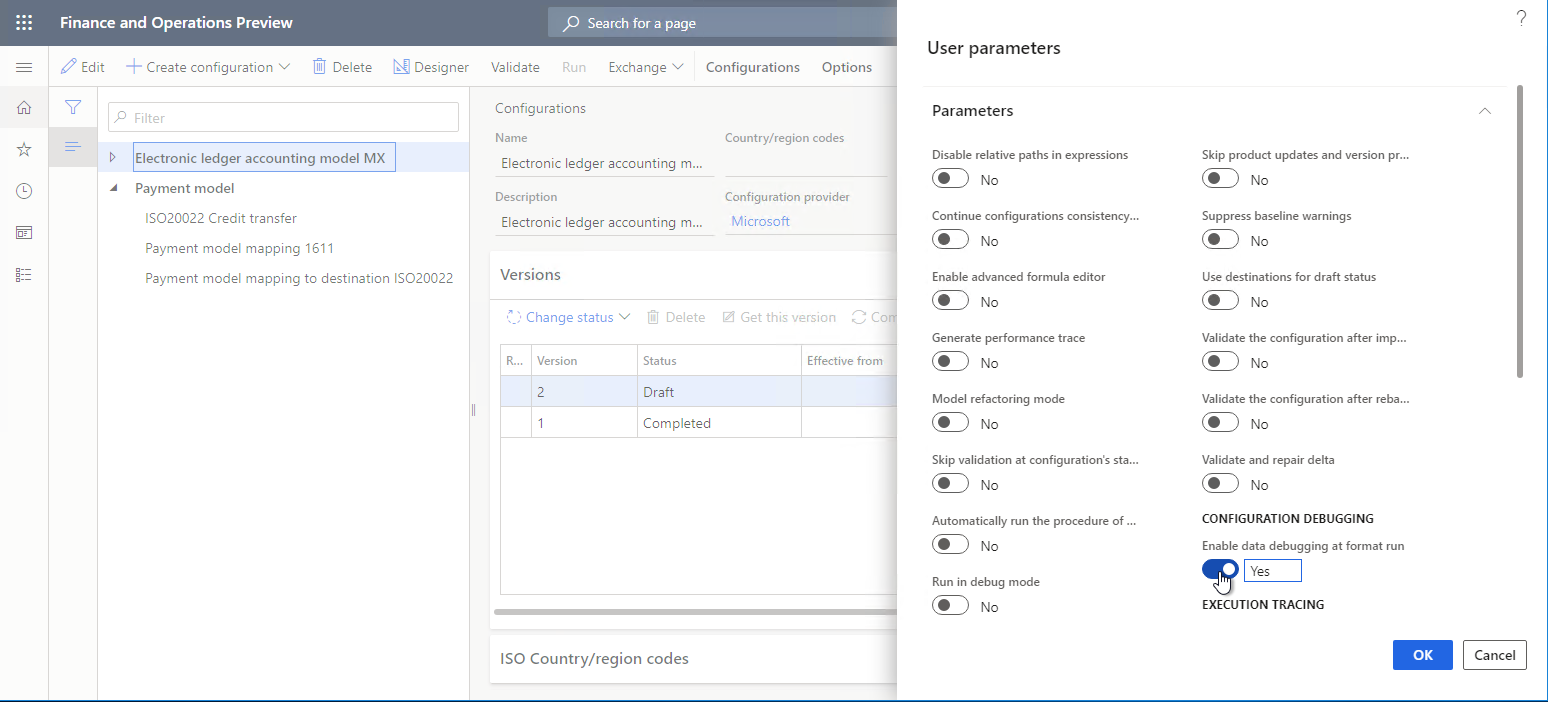 Finance and Operations Preview
Search for a page
?
Edit
Create configuration
Delete
Designer
Validate
Run
Exchange
Configurations
Options
Filter
Electronic ledger accounting model MX
Payment model
ISO20022 Credit transfer
Payment model mapping 1611
Payment model mapping to destination ISO20022
Configurations
Name
Country/region codes
Electronic ledger accounting m...
Description
Configuration provider
Electronic ledger accounting m...
Microsoft
Versions
Change status
Delete
Get this version
Com
R...
Version
Status
Effective from
2
Draft
1
Completed
ISO Country/region codes
User parameters
Parameters
Disable relative paths in expressions
No
Continue configurations consistency...
No
Enable advanced formula editor
No
Generate performance trace
No
Model refactoring mode
No
Skip validation at configuration's sta...
No
Automatically run the procedure of ...
No
Run in debug mode
No
Skip product updates and version pr...
No
Suppress baseline warnings
No
Use destinations for draft status
No
Validate the configuration after imp...
No
Validate the configuration after reba...
No
Validate and repair delta
No
CONFIGURATION DEBUGGING
Enable data debugging at format run
Yes
EXECUTION TRACING
OK
Cancel